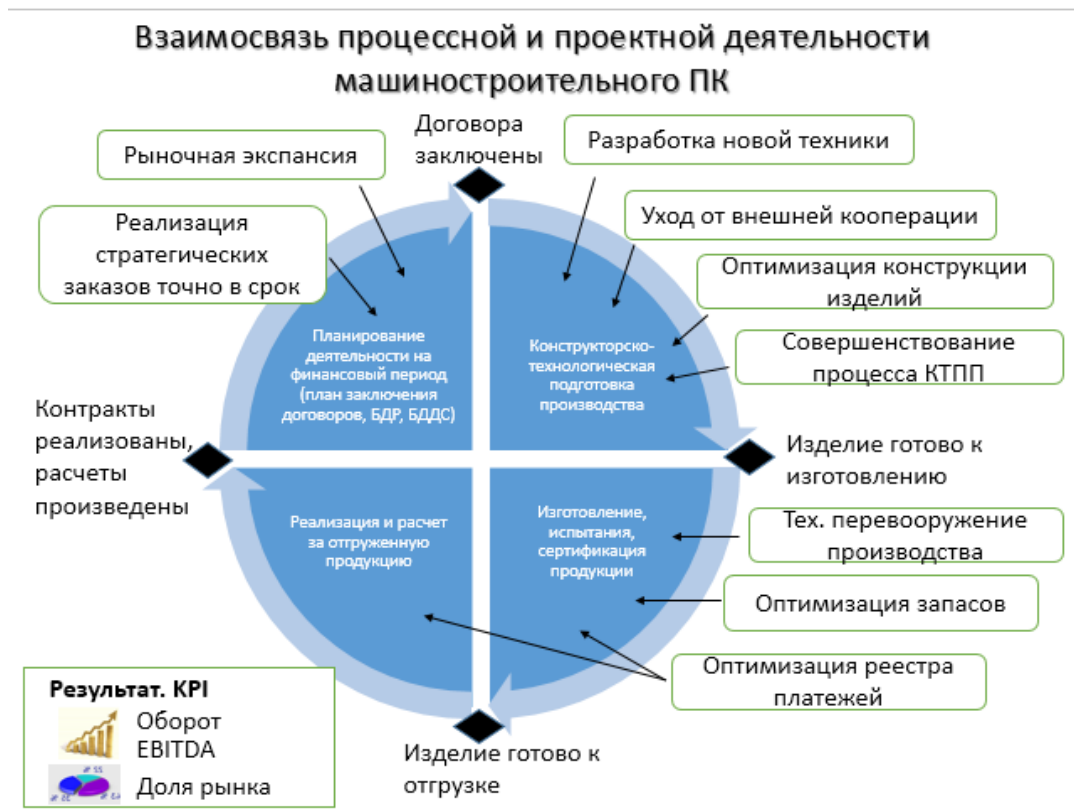 Взаимосвязь процессной и проектной деятельности
машиностроительного ПК
Договора
заключены
Рыночная экспансия
Разработка новой техники
Реализация
стратегических
заказов точно в срок
Уход от внешней кооперации
Оптимизация конструкции
изделий
Совершенствование
процесса КТПП
Планирование
деятельности на
финансовый период
(план заключения
договоров, БДР, БДДС)
Конструкторско-
технологическая
подготовка
производства
Контракты
реализованы,
расчеты
произведены
Изделие готово к
изготовлению
Реализация и расчет
за отгруженную
продукцию
Изготовление,
испытания,
сертификация
продукции
Тех. перевооружение
производства
Оптимизация запасов
Оптимизация реестра
платежей
Изделие готово к
отгрузке
Результат. KPI
Оборот
EBITDA
Доля рынка